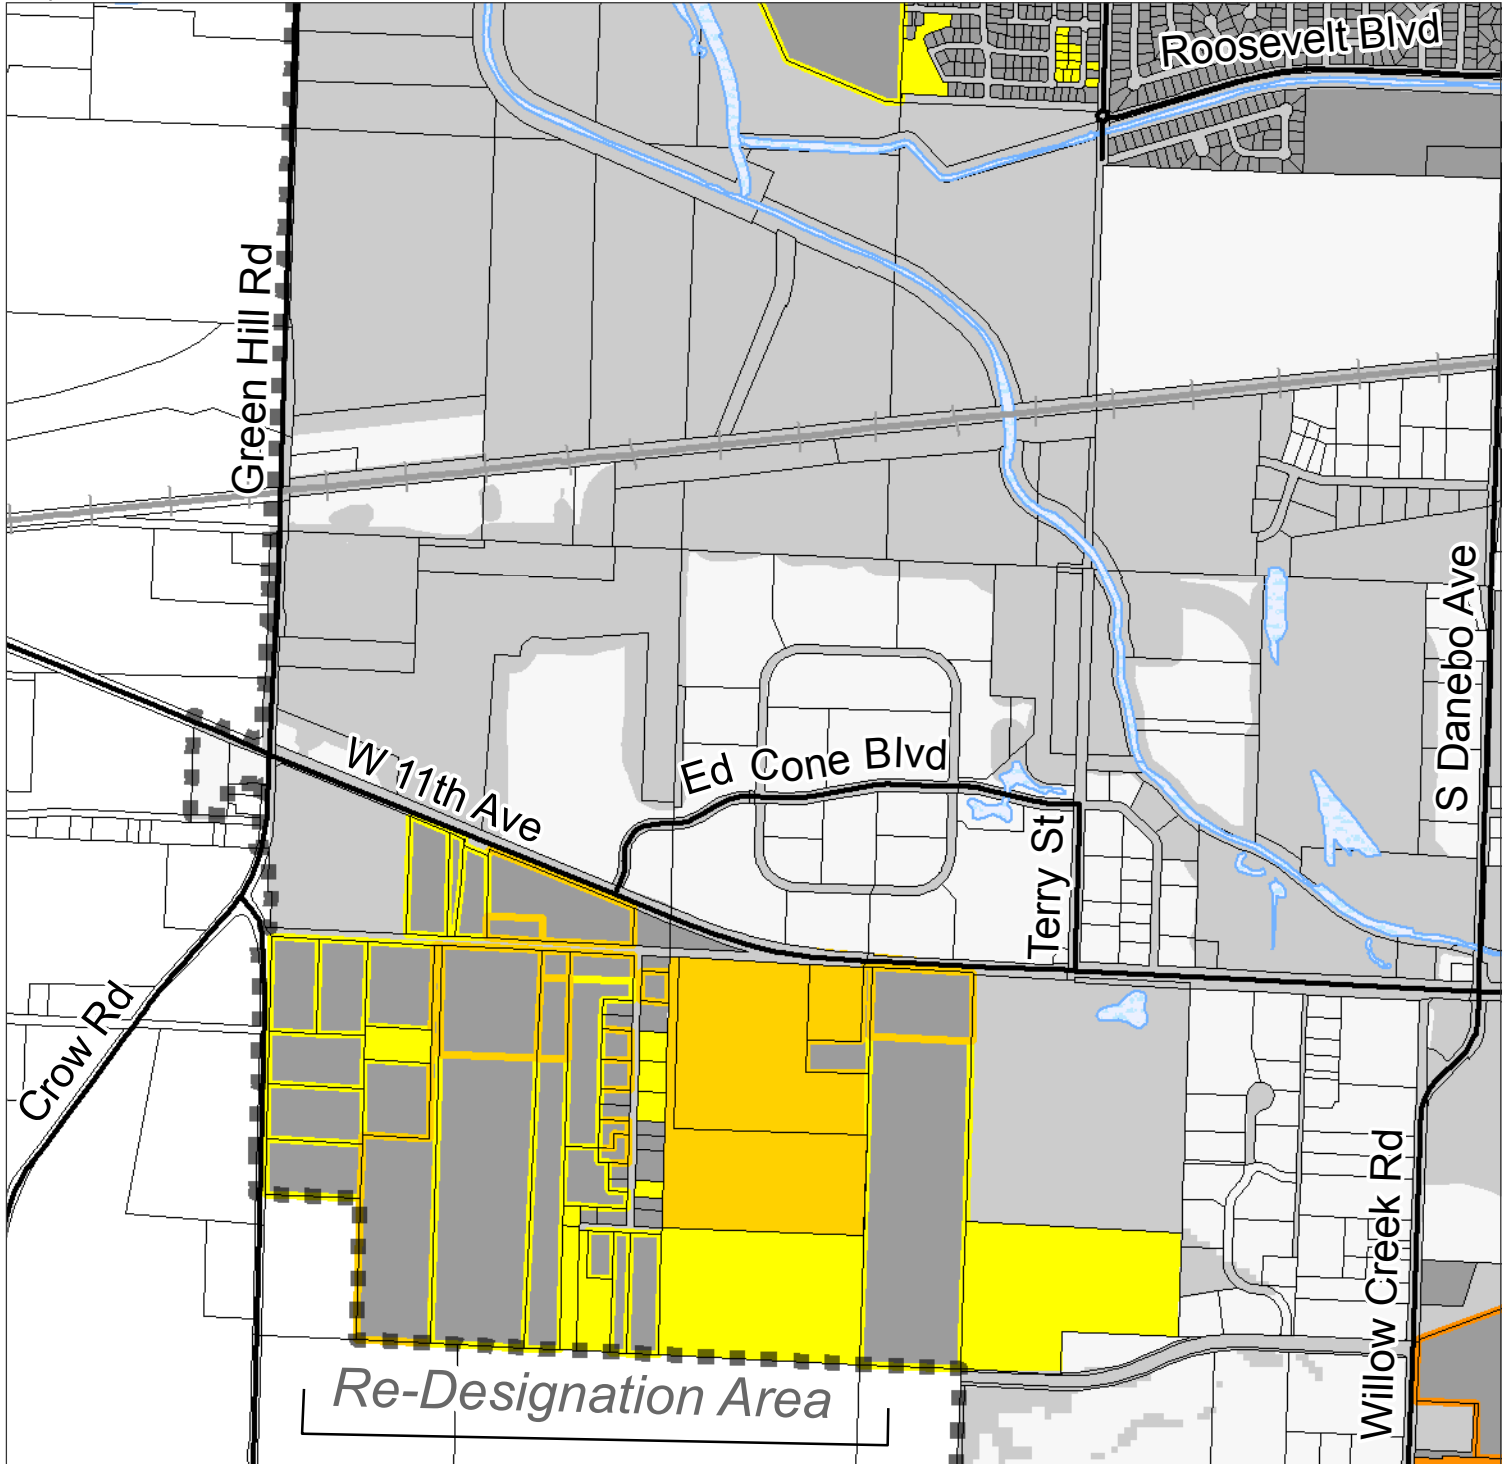 Roosevelt Blvd
Green Hill Rd
S Danebo Ave
W 11th Ave
Ed Cone Blvd
Terry St
Crow Rd
Willow Creek Rd
Re-Designation Area